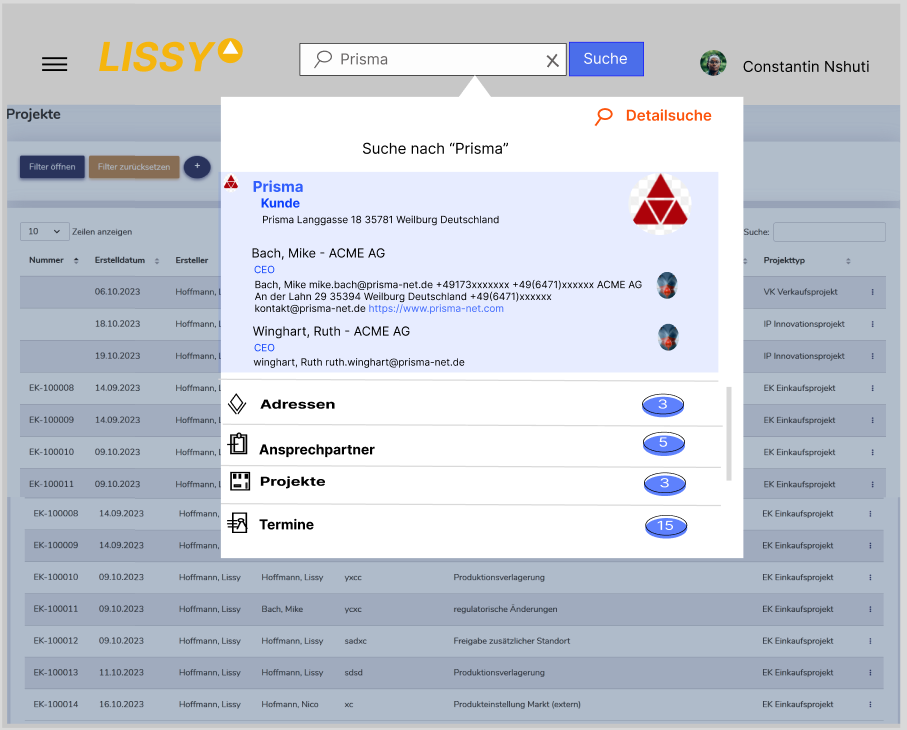 LISSY
Prisma
Suche
Constantin Nshuti
Projekte
Detailsuche
Suche nach “Prisma”
Filter öffnen
Filter zurücksetzen
+
Prisma
Kunde
Prisma Langgasse 18 35781 Weilburg Deutschland
10
Zeilen anzeigen
Suche:
Bach, Mike - ACME AG
CEO
Bach, Mike mike.bach@prisma-net.de +49173xxxxxxx +49(6471)xxxxxx ACME AG
An der Lahn 29 35394 Weilburg Deutschland +49(6471)xxxxxx
kontakt@prisma-net.de https://www.prisma-net.com
Winghart, Ruth - ACME AG
CEO
winghart, Ruth ruth.winghart@prisma-net.de
Adressen 3
Ansprechpartner 5
Projekte 3
Termine 15
Nummer Erstelldatum Ersteller Projekttyp
06.10.2023 Hoffmann, L VK Verkaufsprojekt
18.10.2023 Hoffmann, L IP Innovationsprojekt
19.10.2023 Hoffmann, L IP Innovationsprojekt
EK-100008 14.09.2023 Hoffmann, L EK Einkaufsprojekt
EK-100009 14.09.2023 Hoffmann, L EK Einkaufsprojekt
EK-100010 09.10.2023 Hoffmann, L EK Einkaufsprojekt
EK-100011 09.10.2023 Hoffmann, L EK Einkaufsprojekt
EK-100008 14.09.2023 Hoffmann, EK Einkaufsprojekt
EK-100009 14.09.2023 Hoffmann, EK Einkaufsprojekt
EK-100010 09.10.2023 Hoffmann, Lissy Hoffmann, Lissy yxcc Produktionsverlagerung EK Einkaufsprojekt
EK-100011 09.10.2023 Hoffmann, Lissy Bach, Mike ycxc regulatorische Änderungen EK Einkaufsprojekt
EK-100012 09.10.2023 Hoffmann, Lissy Hoffmann, Lissy sadxc Freigabe zusätzlicher Standort EK Einkaufsprojekt
EK-100013 11.10.2023 Hoffmann, Lissy Hoffmann, Lissy sdsd Produktionsverlagerung EK Einkaufsprojekt
EK-100014 16.10.2023 Hoffmann, Lissy Hofmann, Nico xc Produkteinstellung Markt (extern) EK Einkaufsprojekt